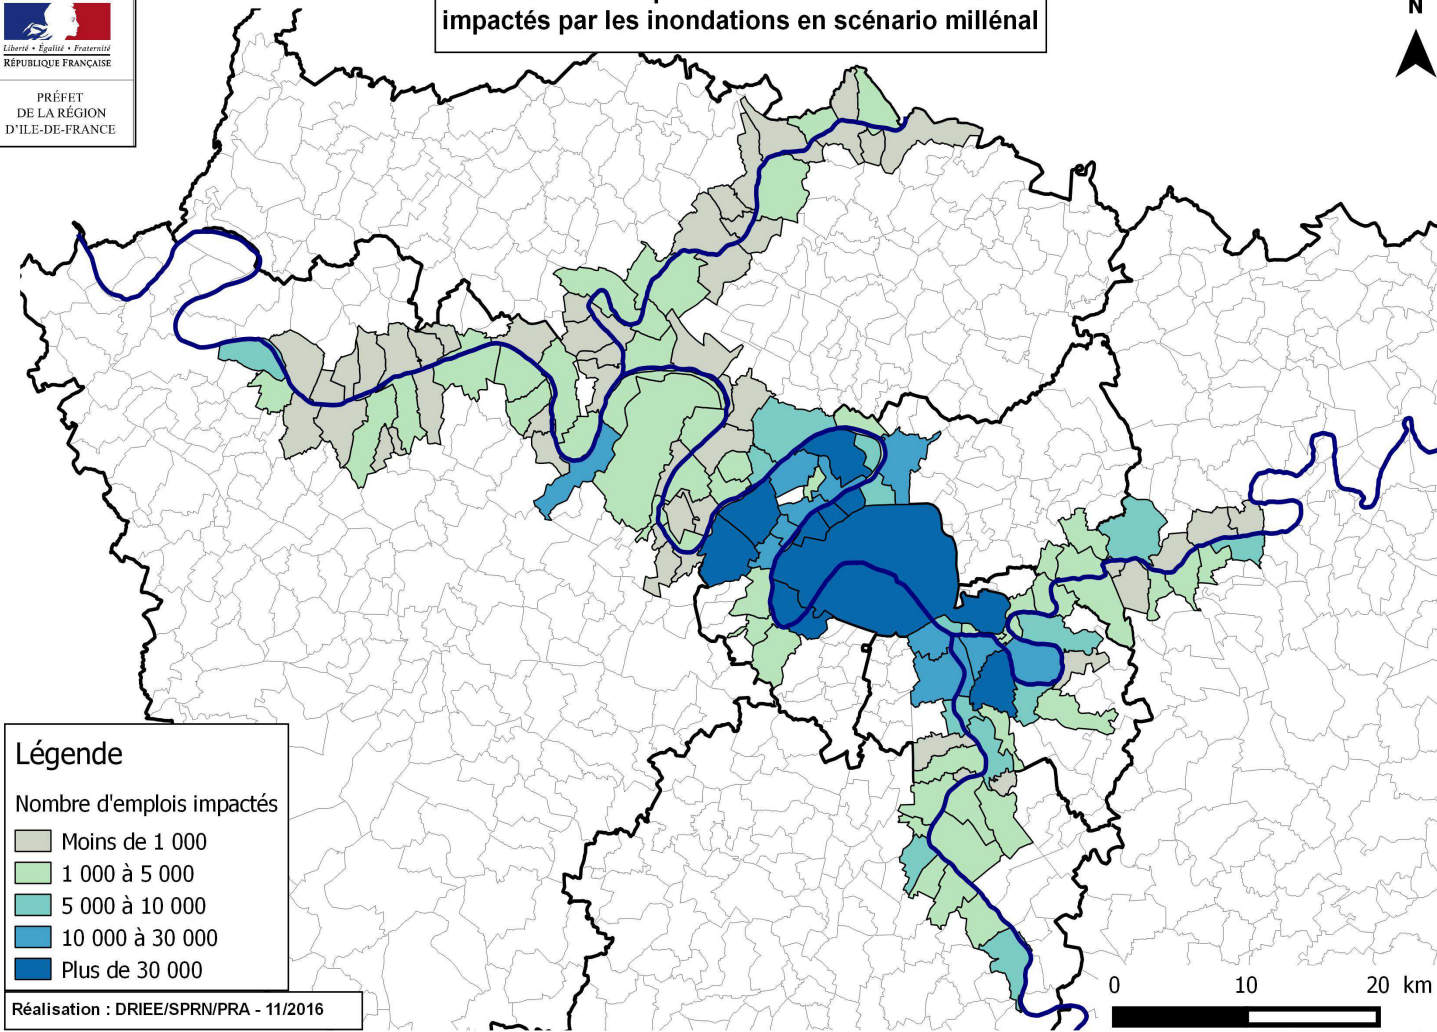 impactés par les inondations en scénario millénal
N
Liberté • Égalité • Fraternité
RÉPUBLIQUE FRANÇAISE
PRÉFET
DE LA RÉGION
D'ILE-DE-FRANCE
Légende
Nombre d'emplois impactés
Moins de 1 000
1 000 à 5 000
5 000 à 10 000
10 000 à 30 000
Plus de 30 000
Réalisation : DRIEE/SPRN/PRA - 11/2016
0 10 20 km